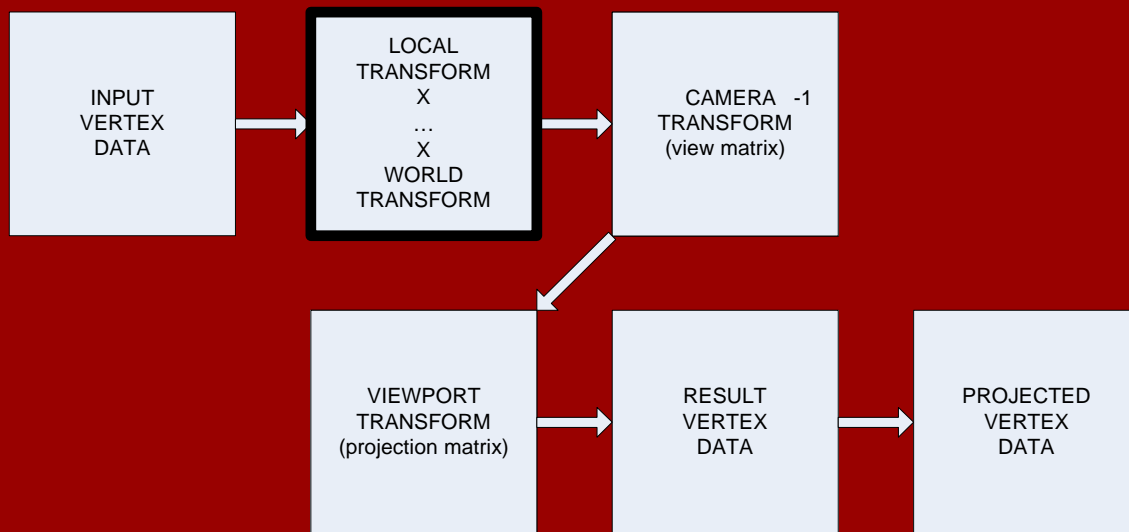 INPUT
VERTEX
DATA
LOCAL
TRANSFORM
X
…
X
WORLD
TRANSFORM
CAMERA -1
TRANSFORM
(view matrix)
VIEWPORT
TRANSFORM
(projection matrix)
RESULT
VERTEX
DATA
PROJECTED
VERTEX
DATA